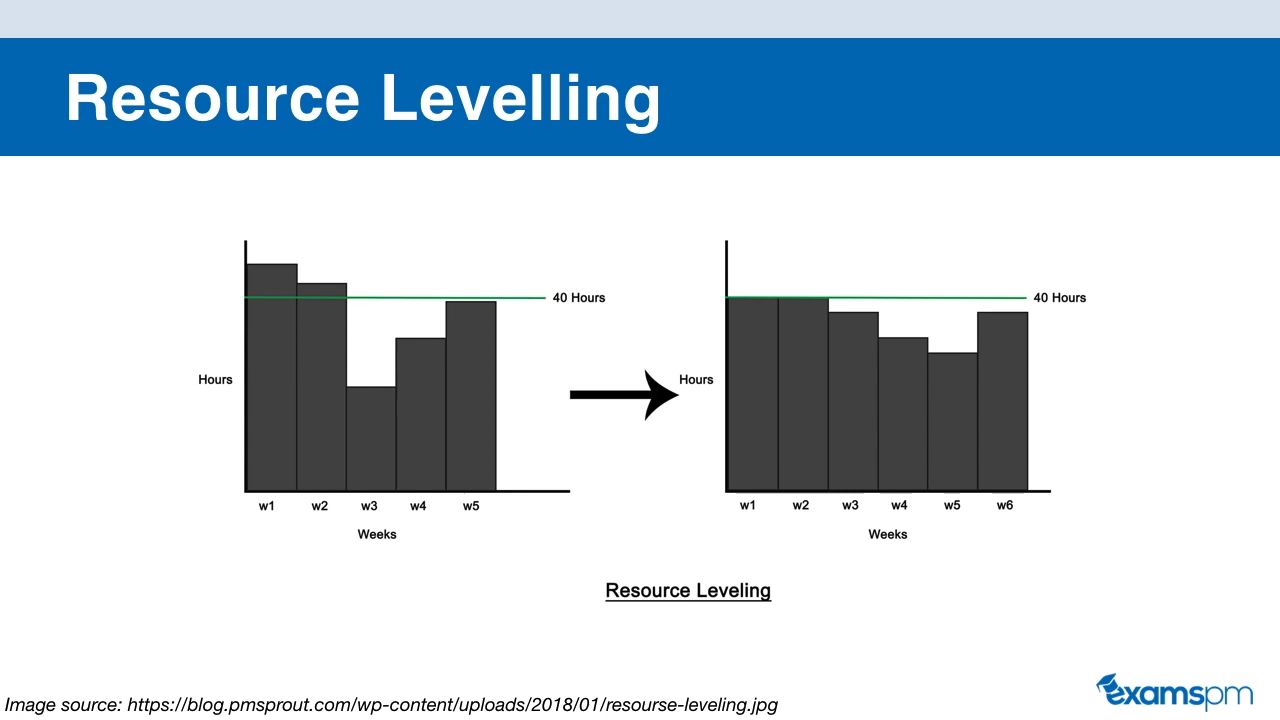 Resource Levelling
40 Hours
Hours
w1 w2 w3 w4 w5
Weeks
40 Hours
Hours
w1 w2 w3 w4 w5 w6
Weeks
Resource Leveling
Image source: https://blog.pmsprout.com/wp-content/uploads/2018/01/resourse-leveling.jpg
examspm